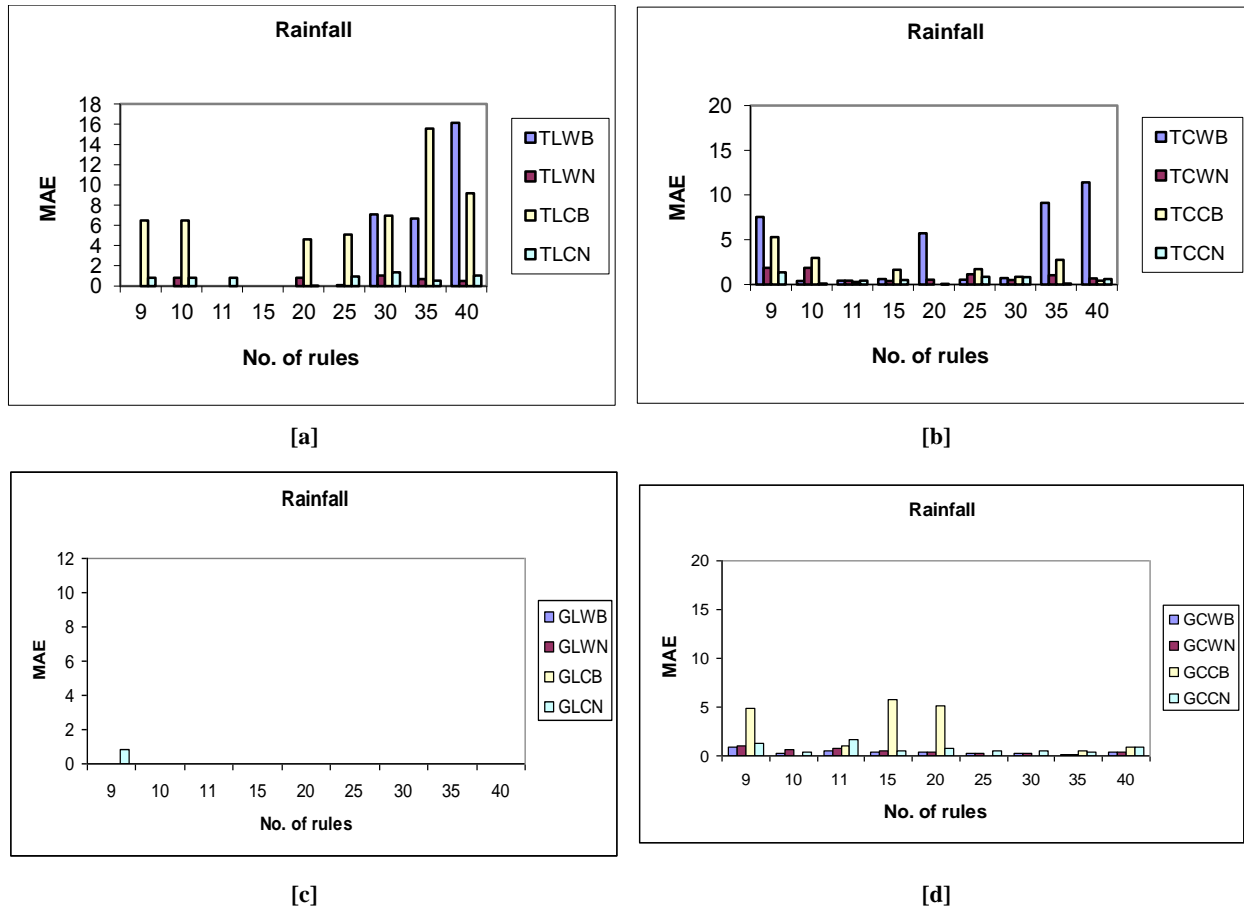 Rainfall
18
16
14
12
10
8
6
4
2
0
MAE
9 10 11 15 20 25 30 35 40
No. of rules
TLWB
TLWN
TLCB
TLCN
[a]
Rainfall
20
15
10
5
0
MAE
9 10 11 15 20 25 30 35 40
No. of rules
TCWB
TCWN
TCCB
TCCN
[b]
Rainfall
12
10
8
6
4
2
0
MAE
9 10 11 15 20 25 30 35 40
No. of rules
GLWB
GLWN
GLCB
GLCN
[c]
Rainfall
20
15
10
5
0
MAE
9 10 11 15 20 25 30 35 40
No. of rules
GCWB
GCWN
GCCB
GCCN
[d]